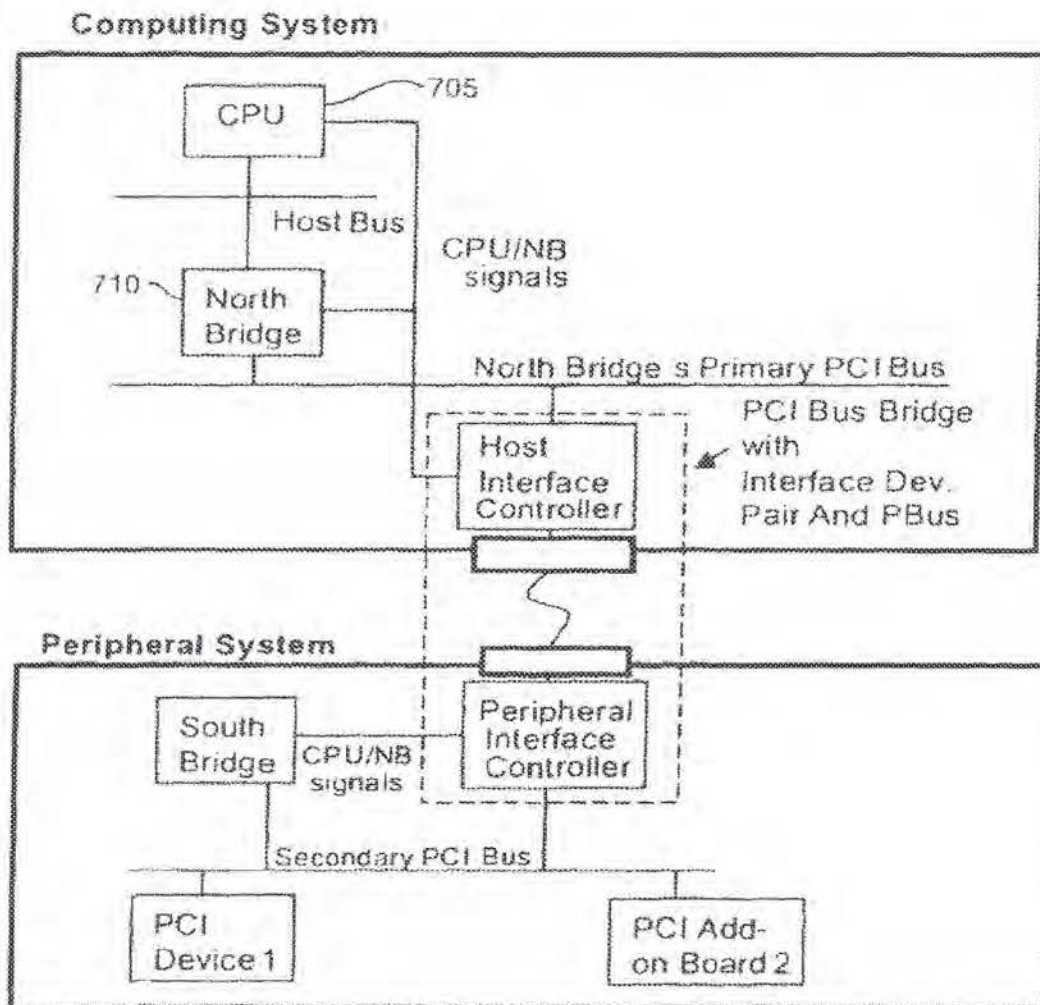 Computing System
705
CPU
Host Bus
CPU/NB
signals
710
North
Bridge
North Bridge s Primary PCI Bus
PCI Bus Bridge
with
Interface Dev.
Pair And PBus
Host
Interface
Controller
Peripheral System
South
Bridge
CPU/NB
signals
Peripheral
Interface
Controller
Secondary PCI Bus
PCI
Device 1
PCI Add-
on Board 2